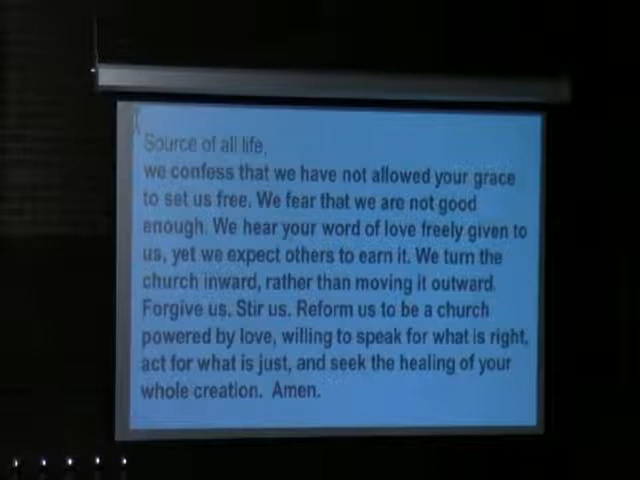 Source of all life,
we confess that we have not allowed your grace
to set us free. We fear that we are not good
enough. We hear your word of love freely given to
us, yet we expect others to earn it. We turn the
church inward, rather than moving it outward.
Forgive us. Stir us. Reform us to be a church
powered by love, willing to speak for what is right,
act for what is just, and seek the healing of your
whole creation.  Amen.